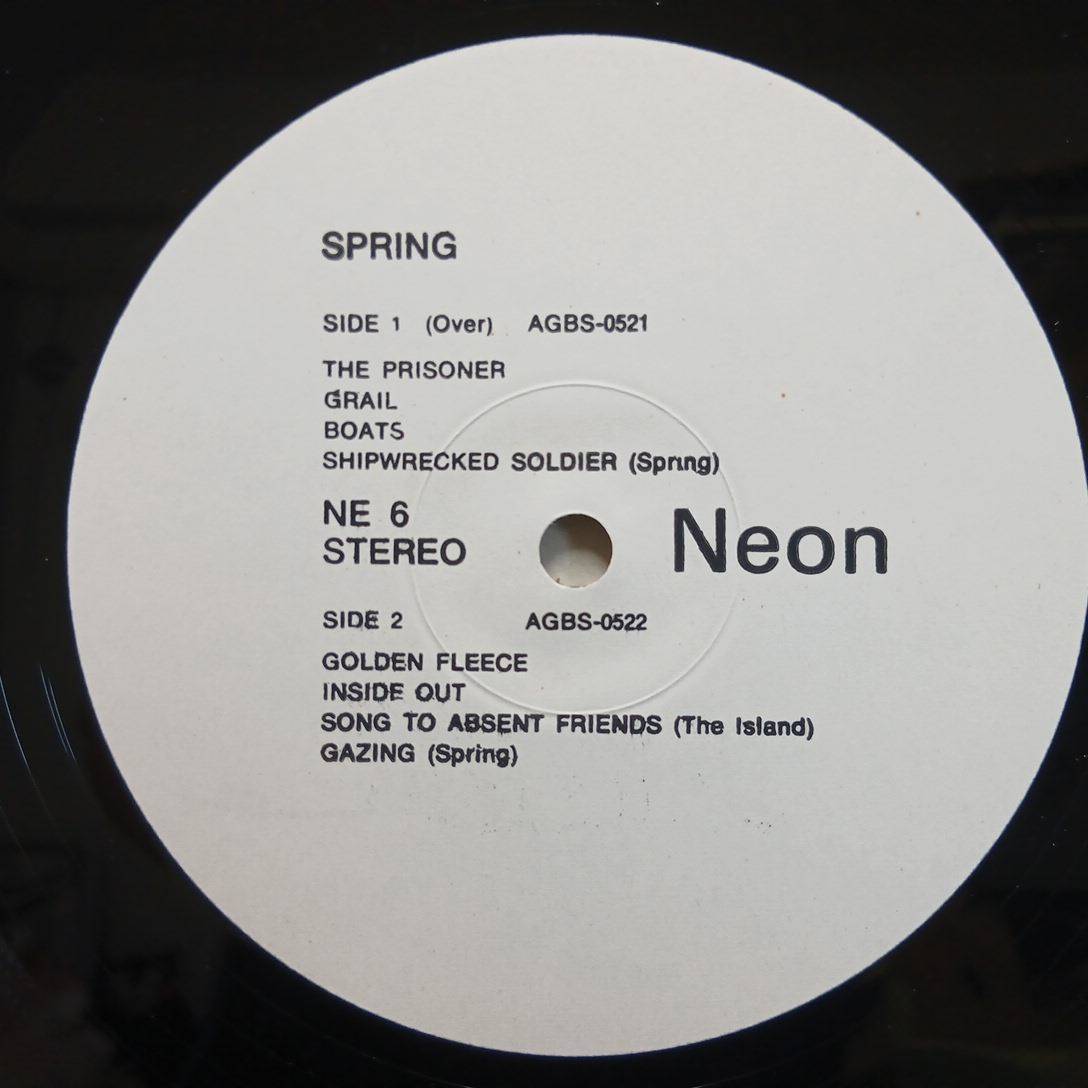 SPRING
SIDE 1 (Over) AGBS-0521
THE PRISONER
GRAIL
BOATS
SHIPWRECKED SOLDIER (Spring)
NE 6
STEREO
Neon
SIDE 2 AGBS-0522
GOLDEN FLEECE
INSIDE OUT
SONG TO ABSENT FRIENDS (The Island)
GAZING (Spring)